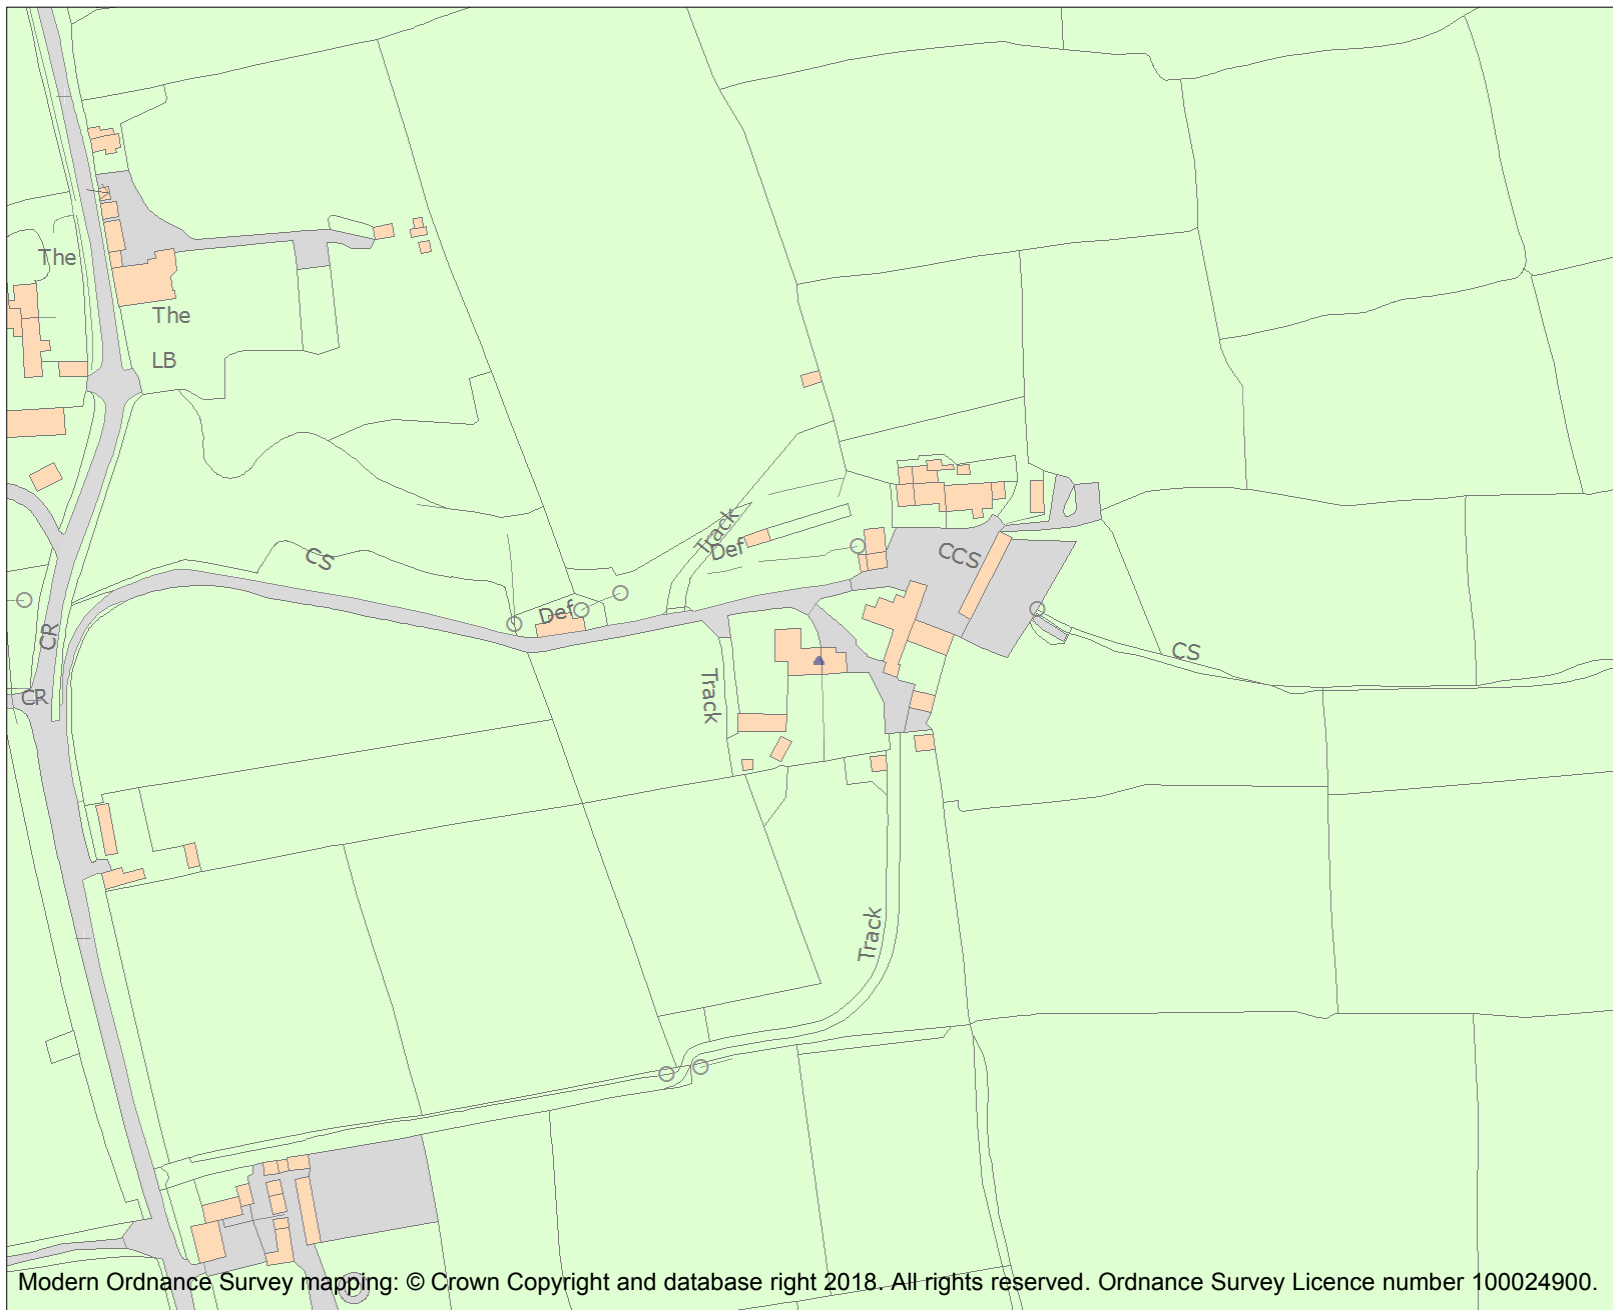 The
The
LB
CS
Track
Def
CCS
Def
CR
CS
CR
Track
Track
Modern Ordnance Survey mapping: © Crown Copyright and database right 2018. All rights reserved. Ordnance Survey Licence number 100024900.